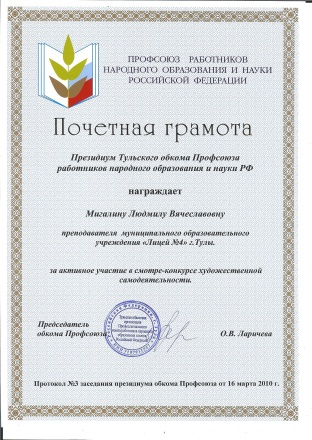 ПРОФСОЮЗ РАБОТНИКОВ
НАРОДНОГО ОБРАЗОВАНИЯ И НАУКИ
РОССИЙСКОЙ ФЕДЕРАЦИИ
Почетная грамота
Президиум Тульского обкома Профсоюза
работников народного образования и науки РФ
награждает
Мигалину Людмилу Вячеславовну
преподавателя муниципального образовательного
учреждения «Лицей №4» г.Тулы.
за активное участие в смотре-конкурсе художественной
самодеятельности.
Председатель
обкома Профсоюза:
О.В. Ларичева
Протокол №3 заседания президиума обкома Профсоюза от 16 марта 2010 г.